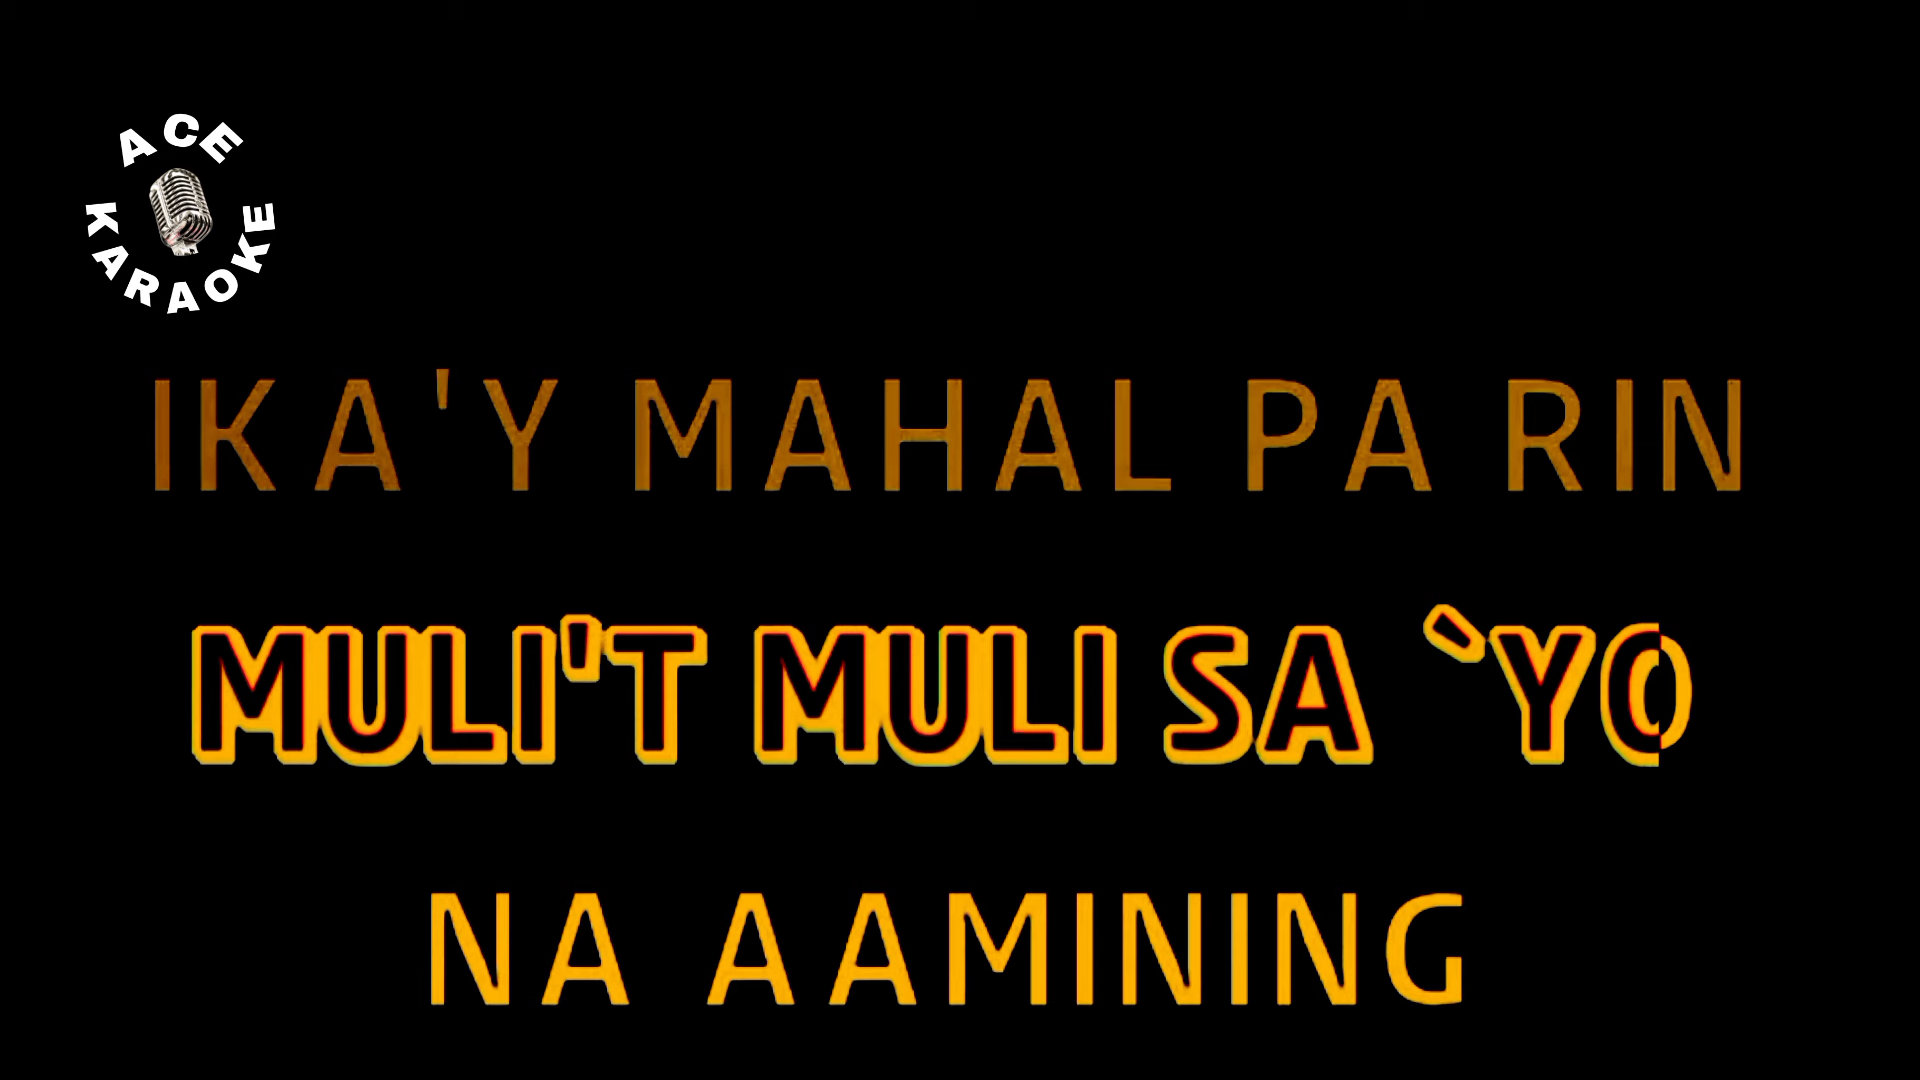 ACE
KARAOKE
IKA'Y MAHAL PA RIN
MULI'T MULI SA `YO
NA AAMINING